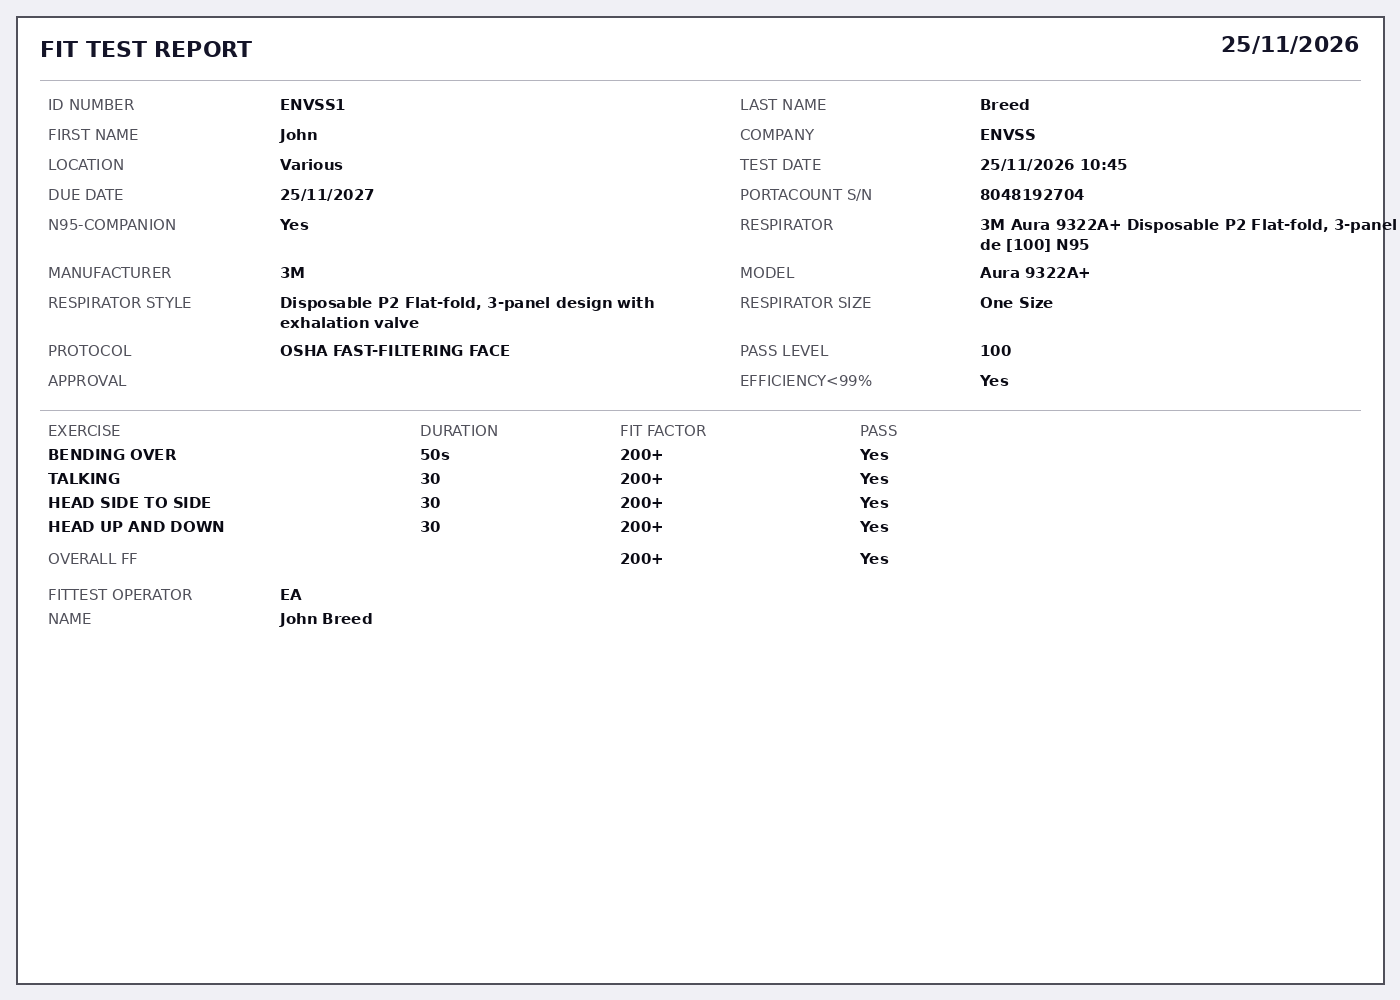 FIT TEST REPORT 25/11/2026
ID NUMBER ENVSS1 LAST NAME Breed
FIRST NAME John COMPANY ENVSS
LOCATION Various TEST DATE 25/11/2026 10:45
DUE DATE 25/11/2027 PORTACOUNT S/N 8048192704
N95-COMPANION Yes RESPIRATOR 3M Aura 9322A+ Disposable P2 Flat-fold, 3-panel
de [100] N95
MANUFACTURER 3M MODEL Aura 9322A+
RESPIRATOR STYLE Disposable P2 Flat-fold, 3-panel design with RESPIRATOR SIZE One Size
exhalation valve
PROTOCOL OSHA FAST-FILTERING FACE PASS LEVEL 100
APPROVAL EFFICIENCY<99% Yes
EXERCISE DURATION FIT FACTOR PASS
BENDING OVER 50s 200+ Yes
TALKING 30 200+ Yes
HEAD SIDE TO SIDE 30 200+ Yes
HEAD UP AND DOWN 30 200+ Yes
OVERALL FF 200+ Yes
FITTEST OPERATOR EA
NAME John Breed